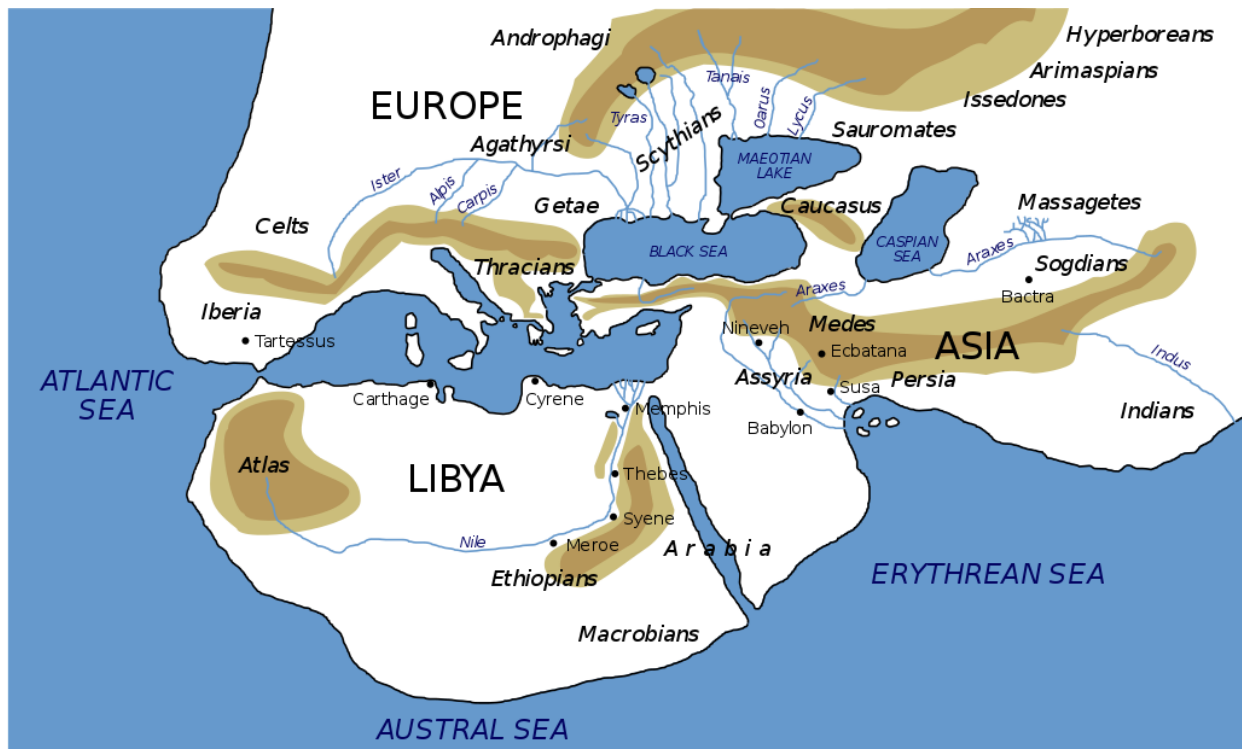 Androphagi
Hyperboreans
Arimaspians
Issedones
Tanais
Oarus
Lycus
EUROPE
Tyras
Scythians
Sauromates
Agathyrsi
MAEOTIAN
LAKE
Ister
Alpis
Carpis
Getae
Caucasus
Massagetes
Celts
BLACK SEA
CASPIAN
SEA
Araxes
Sogdians
Thracians
Araxes
Bactra
Iberia
Tartessus
Nineveh
Medes
Ecbatana
ASIA
Indus
ATLANTIC
SEA
Carthage
Cyrene
Assyria
Susa
Persia
Memphis
Babylon
Indians
Atlas
LIBYA
Thebes
Syene
Nile
Meroe
Arabia
Ethiopians
ERYTHREAN SEA
Macrobians
AUSTRAL SEA